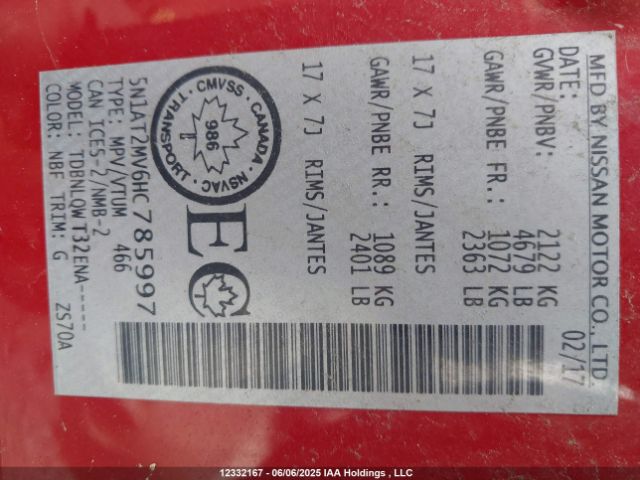 MFD BY NISSAN MOTOR CO., LTD.
DATE: 02/17
GVWR/PNBV: 2122 KG
4679 LB
GAWR/PNBE FR.: 1072 KG
2363 LB
17 X 7J RIMS/JANTES
GAWR/PNBE RR.: 1089 KG
2401 LB
17 X 7J RIMS/JANTES
CMVSS · CANADA · NSVAC · TRANSPORT ·
986
EC
5N1AT2MV6HC785997
TYPE: MPV/VTUM 466
CAN ICES-2/NMB-2
MODEL: TDBNLQWT32ENA-----
COLOR: NBF TRIM: G ZS70A
12332167 - 06/06/2025 IAA Holdings , LLC